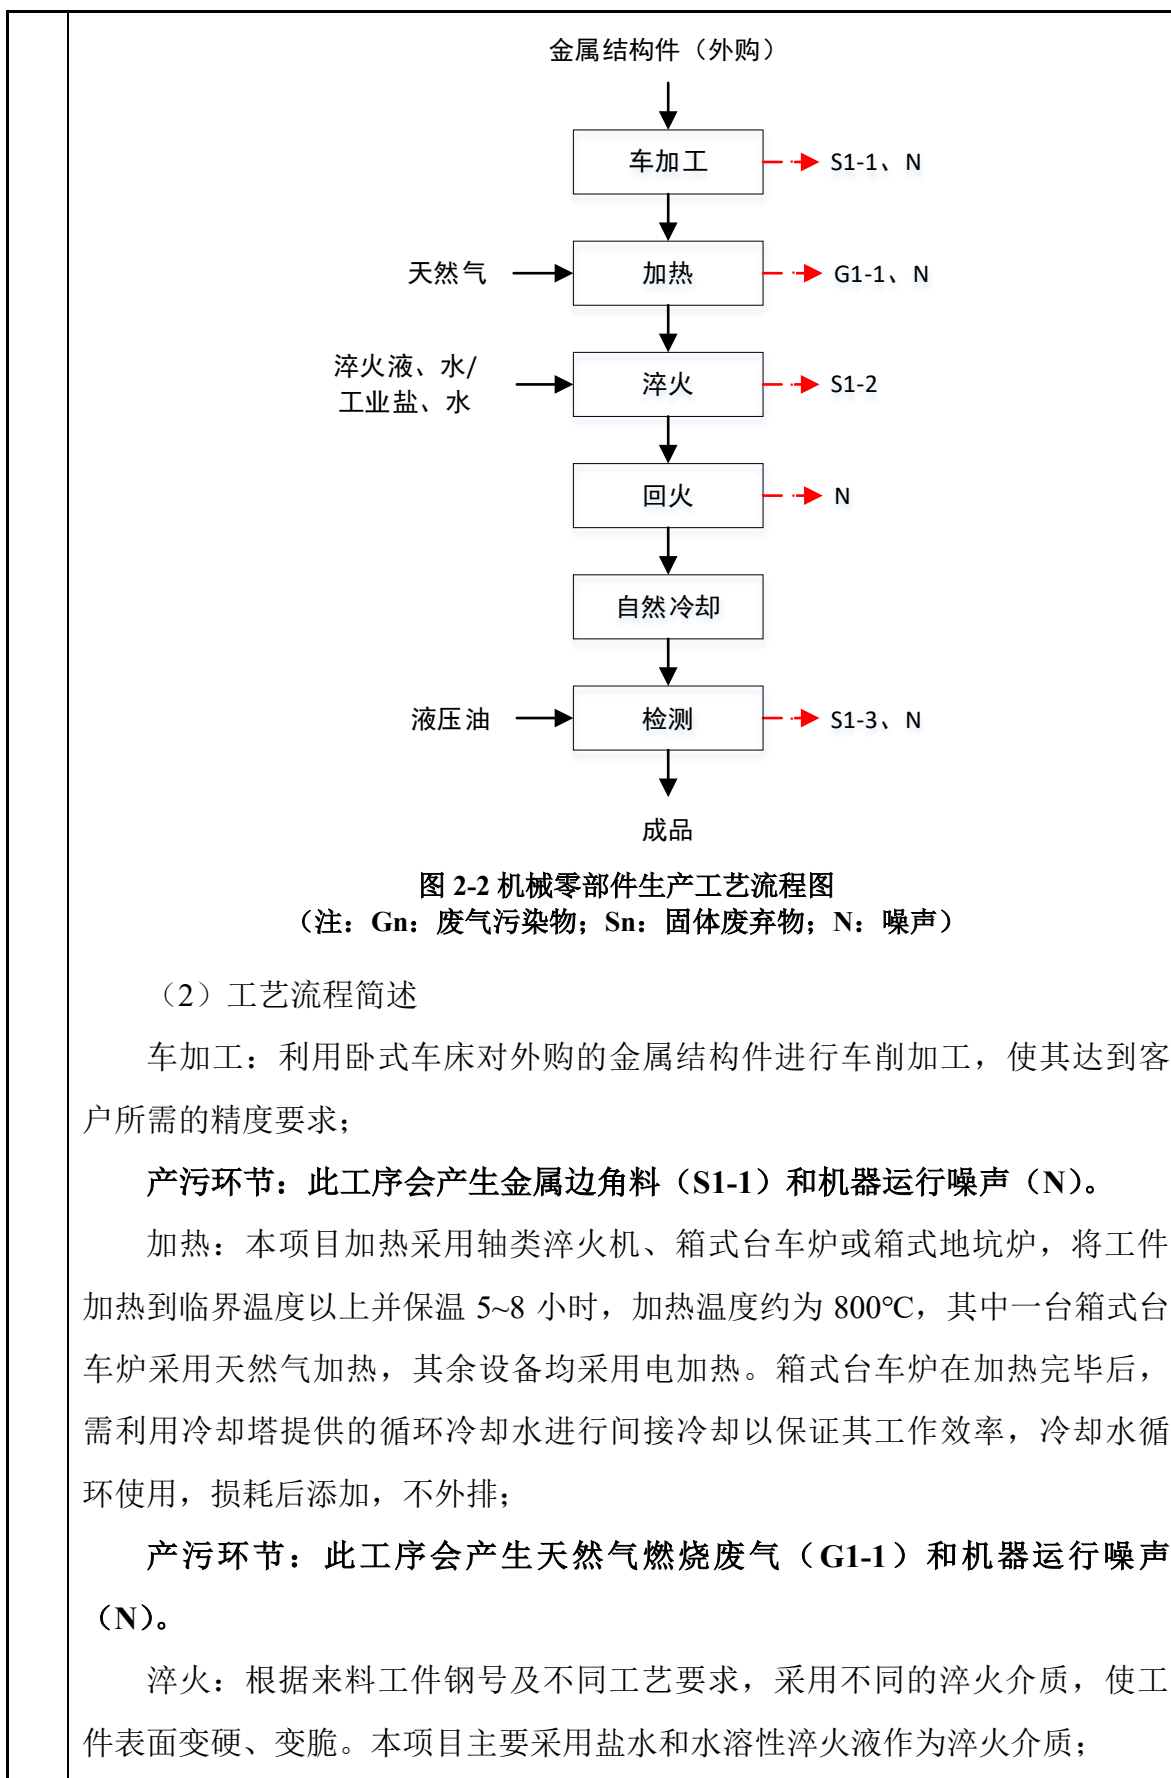 金属结构件（外购）
车加工
S1-1、N
天然气
加热
G1-1、N
淬火液、水/
工业盐、水
淬火
S1-2
回火
N
自然冷却
液压油
检测
S1-3、N
成品
图 2-2 机械零部件生产工艺流程图
（注：Gn：废气污染物；Sn：固体废弃物；N：噪声）
（2）工艺流程简述
车加工：利用卧式车床对外购的金属结构件进行车削加工，使其达到客
户所需的精度要求；
产污环节：此工序会产生金属边角料（S1-1）和机器运行噪声（N）。
加热：本项目加热采用轴类淬火机、箱式台车炉或箱式地坑炉，将工件
加热到临界温度以上并保温 5~8 小时，加热温度约为 800℃，其中一台箱式台
车炉采用天然气加热，其余设备均采用电加热。箱式台车炉在加热完毕后，
需利用冷却塔提供的循环冷却水进行间接冷却以保证其工作效率，冷却水循
环使用，损耗后添加，不外排；
产污环节：此工序会产生天然气燃烧废气（G1-1）和机器运行噪声
（N）。
淬火：根据来料工件钢号及不同工艺要求，采用不同的淬火介质，使工
件表面变硬、变脆。本项目主要采用盐水和水溶性淬火液作为淬火介质；